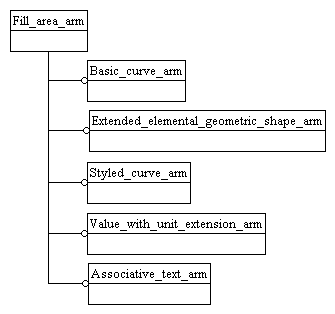 Fill_area_arm
Basic_curve_arm
Extended_elemental_geometric_shape_arm
Styled_curve_arm
Value_with_unit_extension_arm
Associative_text_arm